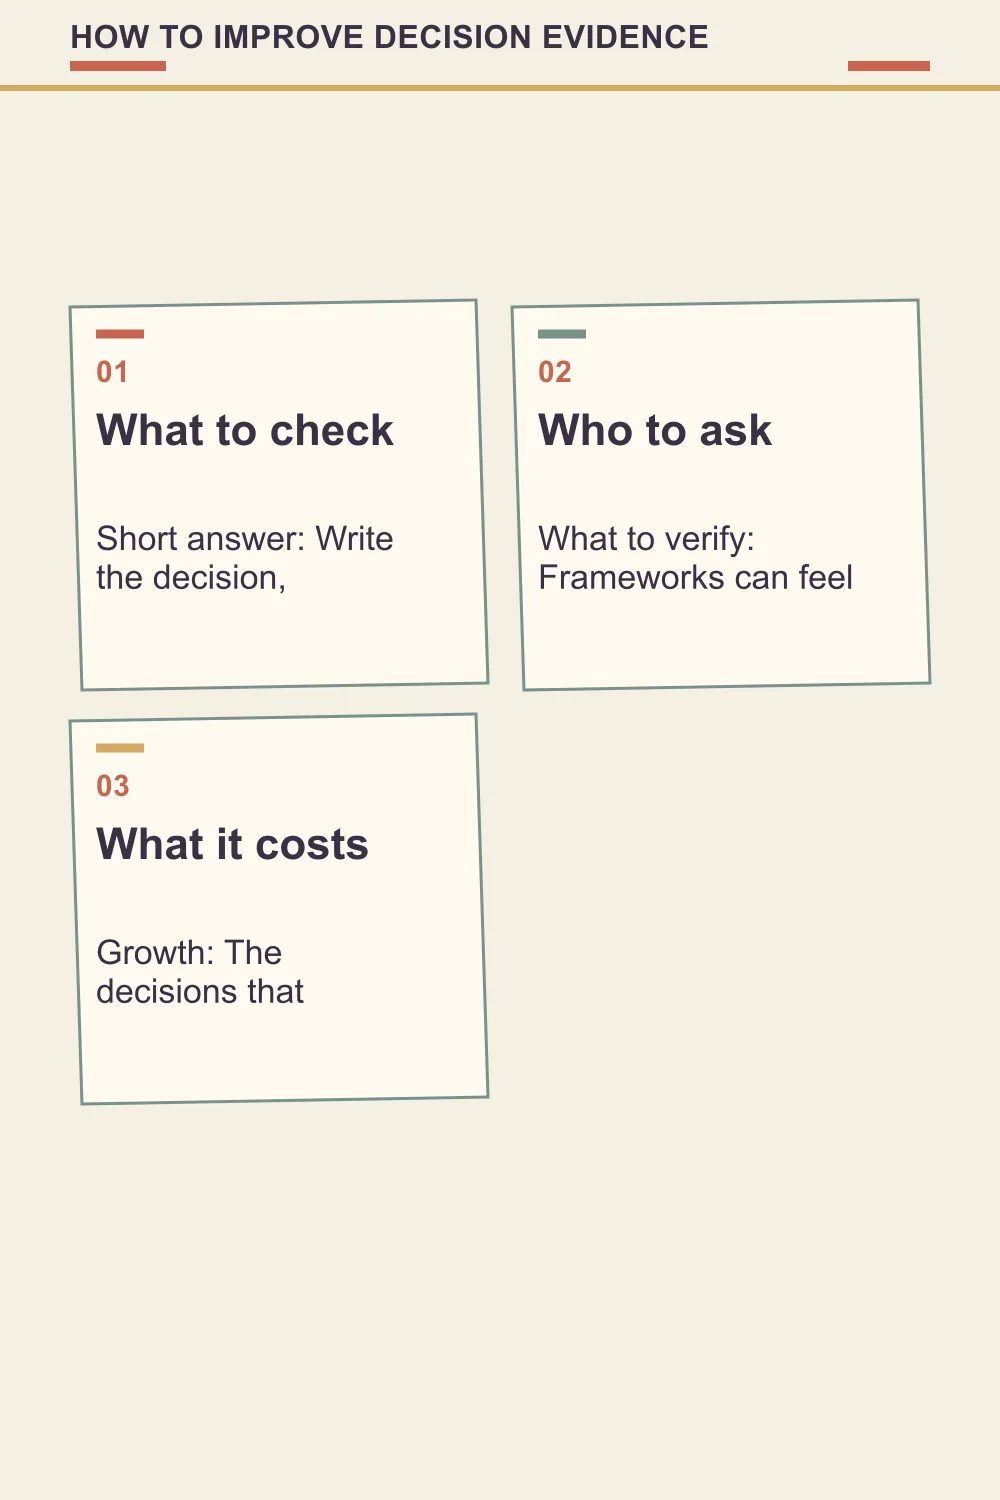 HOW TO IMPROVE DECISION EVIDENCE
01
What to check
Short answer: Write
the decision,
02
Who to ask
What to verify:
Frameworks can feel
03
What it costs
Growth: The
decisions that